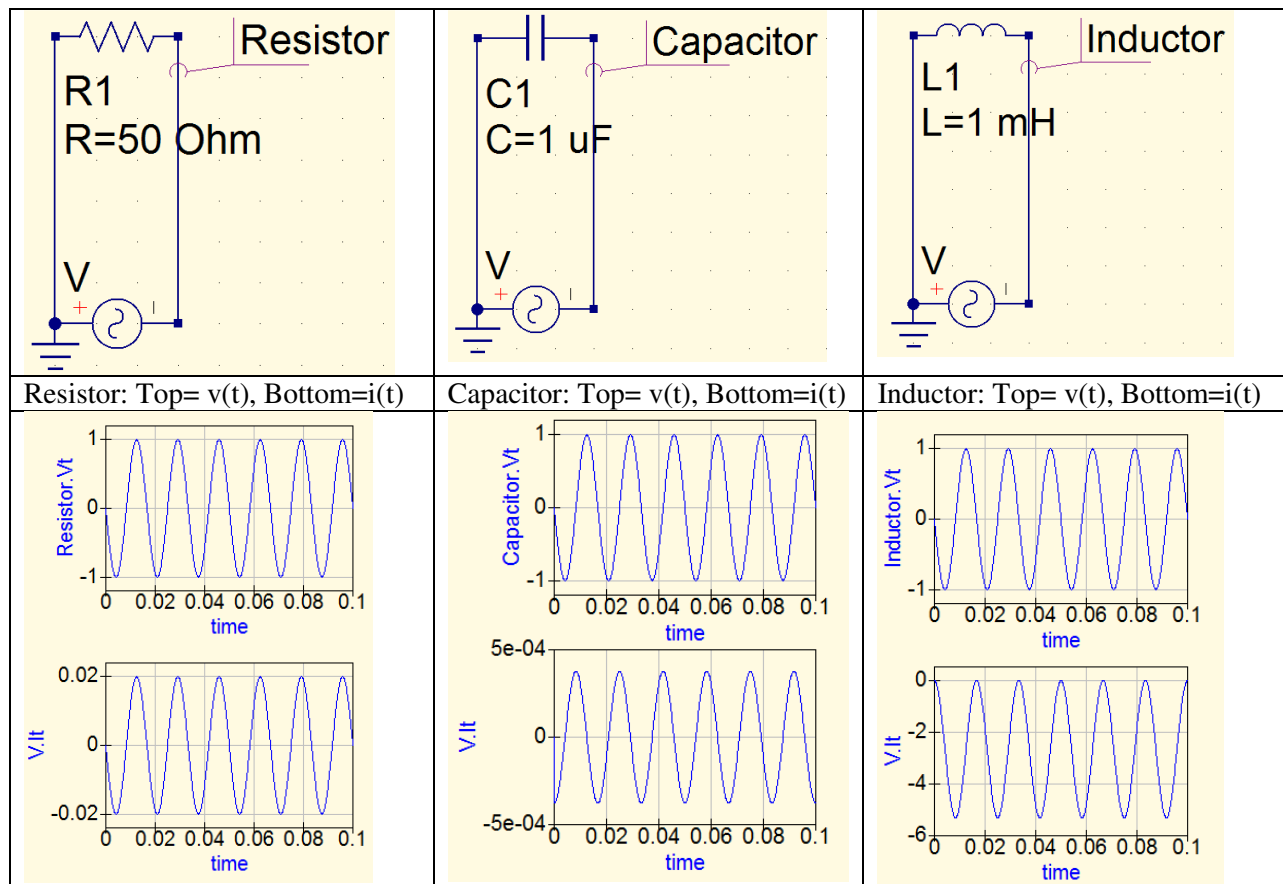 Resistor
R1
R=50 Ohm
V
+
Capacitor
C1
C=1 uF
V
+
Inductor
L1
L=1 mH
V
+
Resistor: Top= v(t), Bottom=i(t)
Capacitor: Top= v(t), Bottom=i(t)
Inductor: Top= v(t), Bottom=i(t)
Resistor.Vt
1
0
-1
0 0.02 0.04 0.06 0.08 0.1
time
V.It
0.02
0
-0.02
0 0.02 0.04 0.06 0.08 0.1
time
Capacitor.Vt
1
0
-1
0 0.02 0.04 0.06 0.08 0.1
time
V.It
5e-04
0
-5e-04
0 0.02 0.04 0.06 0.08 0.1
time
Inductor.Vt
1
0
-1
0 0.02 0.04 0.06 0.08 0.1
time
V.It
0
-2
-4
-6
0 0.02 0.04 0.06 0.08 0.1
time